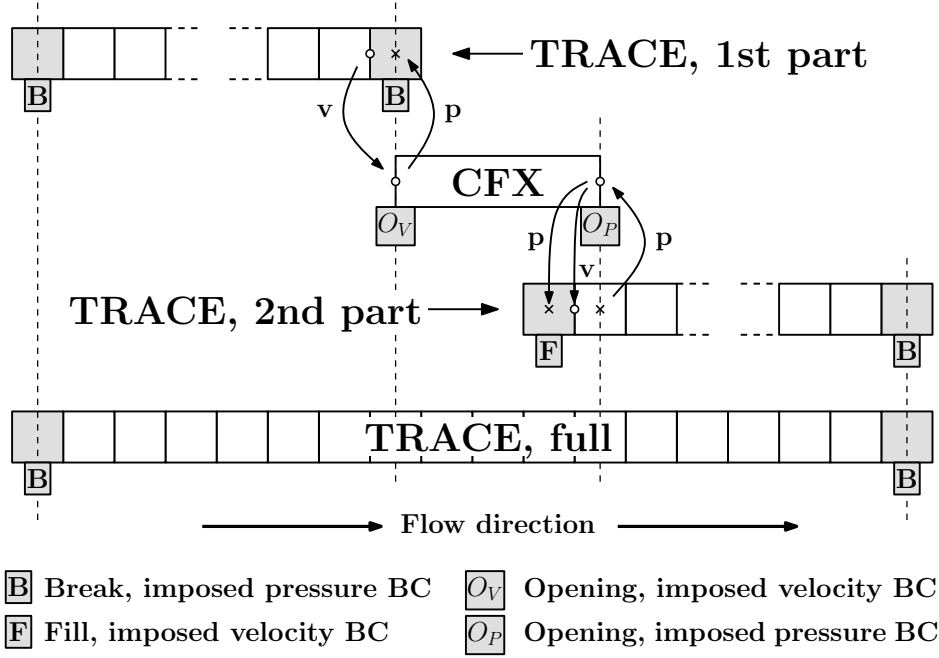 TRACE, 1st part
B
B
v
p
CFX
O_V
O_P
p
p
v
TRACE, 2nd part
F
B
TRACE, full
B
B
Flow direction
B Break, imposed pressure BC
O_V Opening, imposed velocity BC
F Fill, imposed velocity BC
O_P Opening, imposed pressure BC